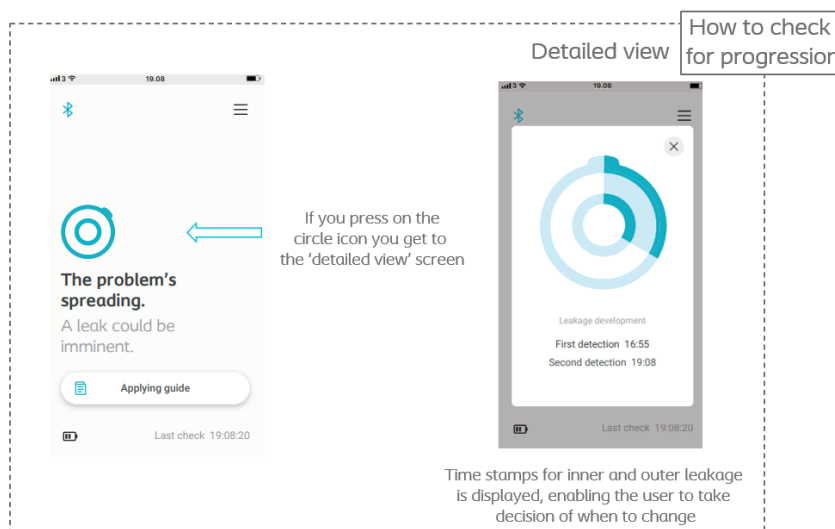 How to check
for progression
Detailed view
3
19.08
The problem's
spreading.
A leak could be
imminent.
Applying guide
Last check 19:08:20
If you press on the
circle icon you get to
the 'detailed view' screen
3
19.08
Leakage development
First detection 16:55
Second detection 19:08
Last check 19:08:20
Time stamps for inner and outer leakage
is displayed, enabling the user to take
decision of when to change